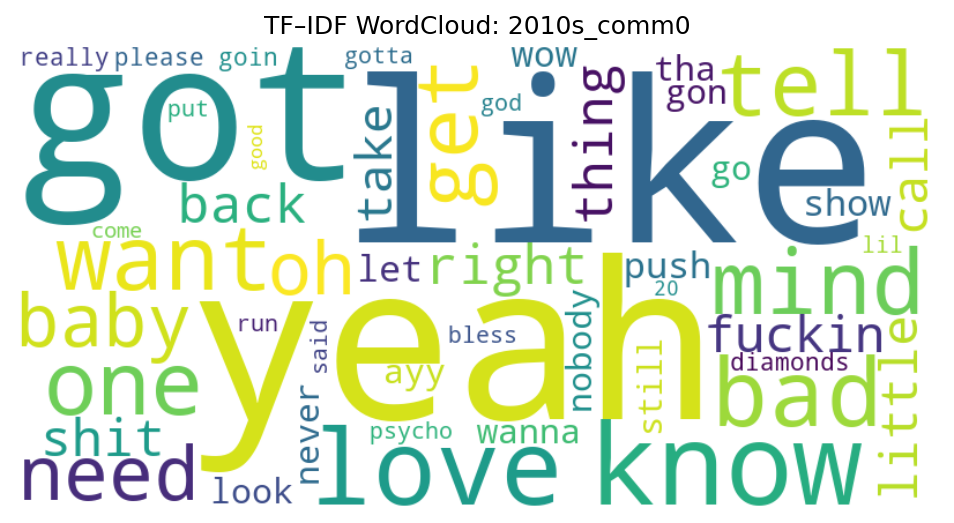 TF–IDF WordCloud: 2010s_comm0
really please goin gotta wow
got like get thing tha gon tell
put good take god go call
back show
come want oh let right push lil
20 mind
baby run said bless nobody still fuckin little
yeah diamonds
one ayy bad
shit never psycho wanna
need look love know